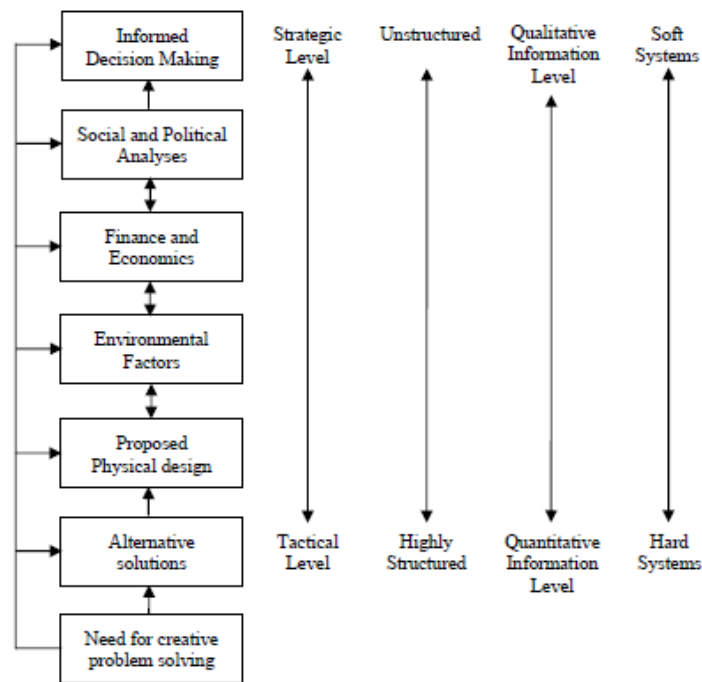 Informed
Decision Making
Strategic
Level
Unstructured
Qualitative
Information
Level
Soft
Systems
Social and Political
Analyses
Finance and
Economics
Environmental
Factors
Proposed
Physical design
Alternative
solutions
Tactical
Level
Highly
Structured
Quantitative
Information
Level
Hard
Systems
Need for creative
problem solving